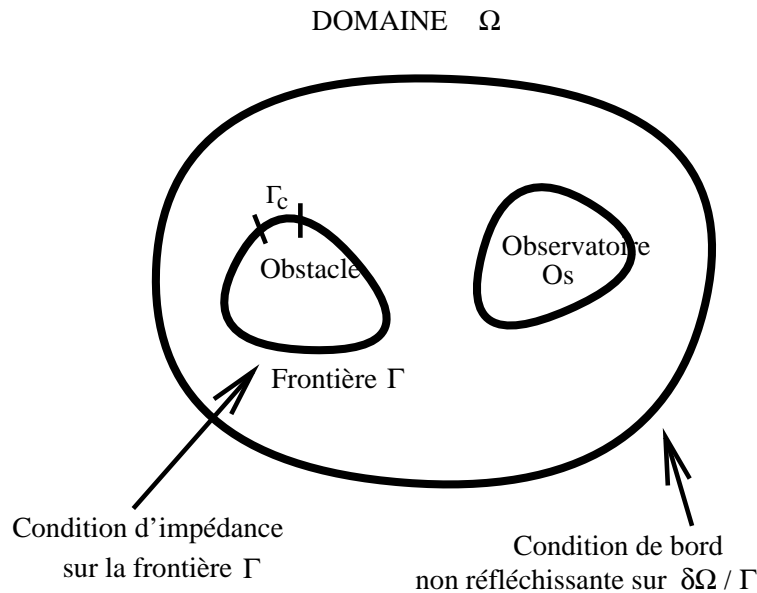 DOMAINE Ω
Γc
Obstacle
Observatoire
Os
Frontière Γ
Condition d'impédance
sur la frontière Γ
Condition de bord
non réfléchissante sur δΩ / Γ